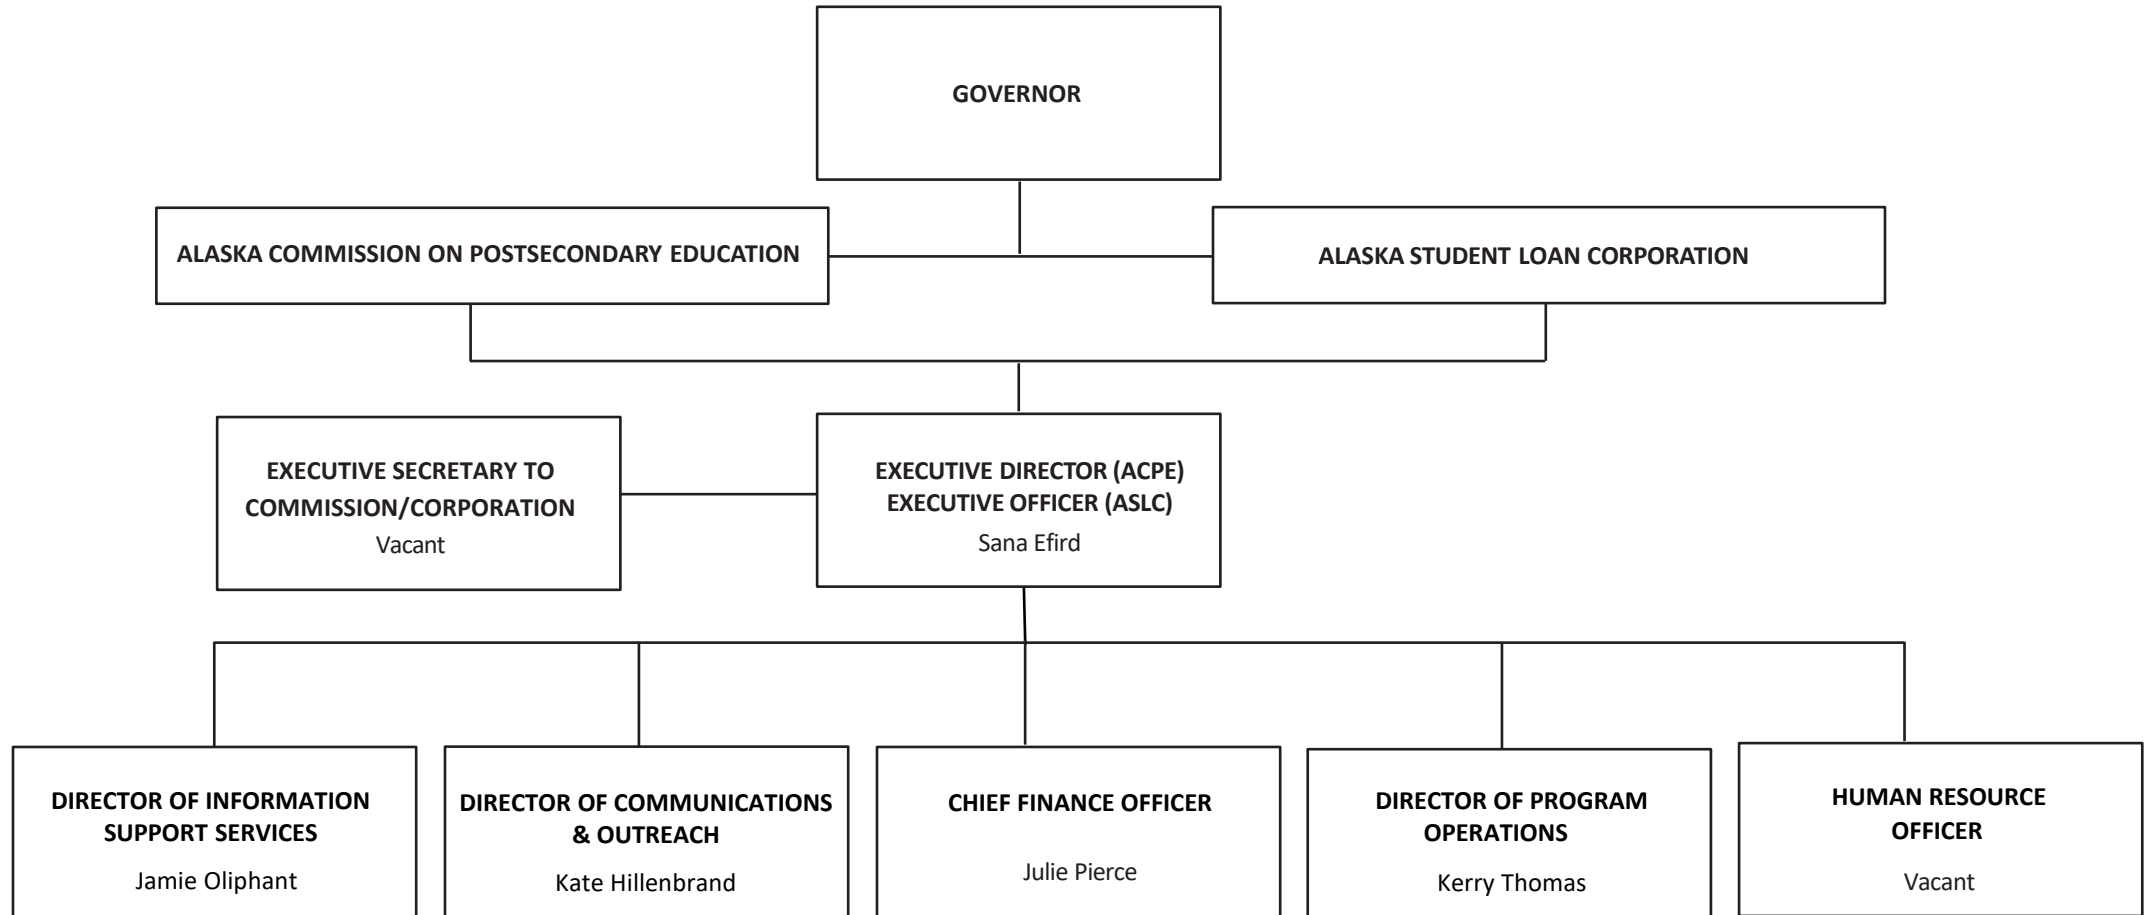 GOVERNOR
ALASKA COMMISSION ON POSTSECONDARY EDUCATION
ALASKA STUDENT LOAN CORPORATION
EXECUTIVE SECRETARY TO
COMMISSION/CORPORATION
Vacant
EXECUTIVE DIRECTOR (ACPE)
EXECUTIVE OFFICER (ASLC)
Sana Efird
DIRECTOR OF INFORMATION
SUPPORT SERVICES
Jamie Oliphant
DIRECTOR OF COMMUNICATIONS
& OUTREACH
Kate Hillenbrand
CHIEF FINANCE OFFICER
Julie Pierce
DIRECTOR OF PROGRAM
OPERATIONS
Kerry Thomas
HUMAN RESOURCE
OFFICER
Vacant